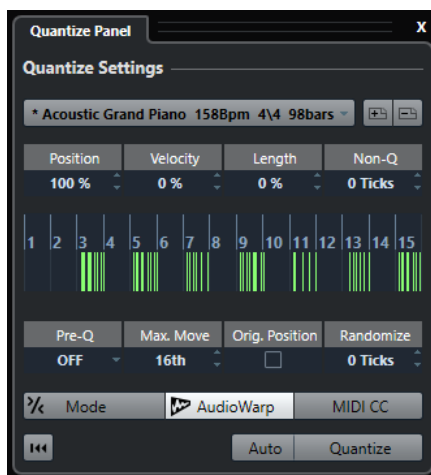 Quantize Panel X
Quantize Settings
* Acoustic Grand Piano 158Bpm 4\4 98bars
Position Velocity Length Non-Q
100 % 0 % 0 % 0 Ticks
1 2 3 4 5 6 7 8 9 10 11 12 13 14 15
Pre-Q Max. Move Orig. Position Randomize
OFF 16th 0 Ticks
Mode AudioWarp MIDI CC
Auto Quantize